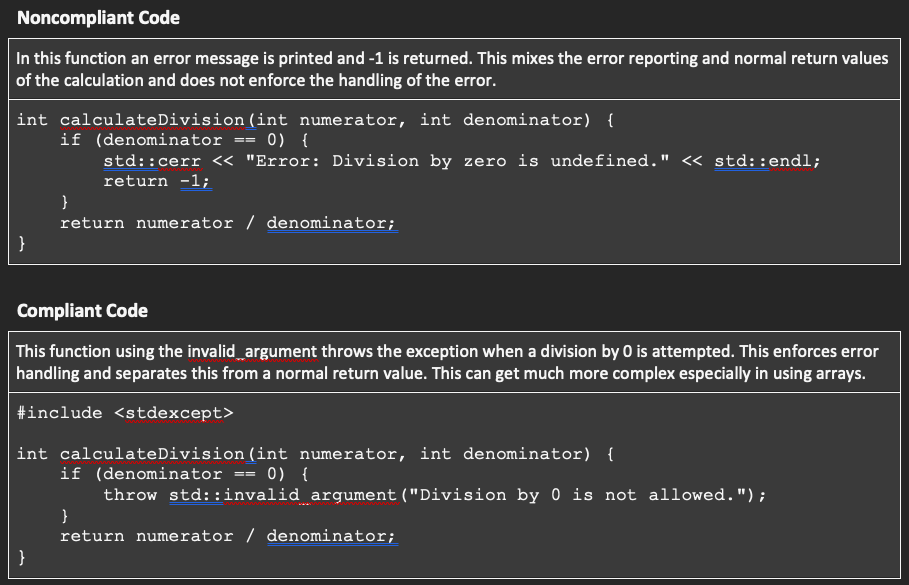 Noncompliant Code
In this function an error message is printed and -1 is returned. This mixes the error reporting and normal return values
of the calculation and does not enforce the handling of the error.
int calculateDivision(int numerator, int denominator) {
    if (denominator == 0) {
        std::cerr << "Error: Division by zero is undefined." << std::endl;
        return -1;
    }
    return numerator / denominator;
}
Compliant Code
This function using the invalid_argument throws the exception when a division by 0 is attempted. This enforces error
handling and separates this from a normal return value. This can get much more complex especially in using arrays.
#include <stdexcept>
int calculateDivision(int numerator, int denominator) {
    if (denominator == 0) {
        throw std::invalid_argument("Division by 0 is not allowed.");
    }
    return numerator / denominator;
}